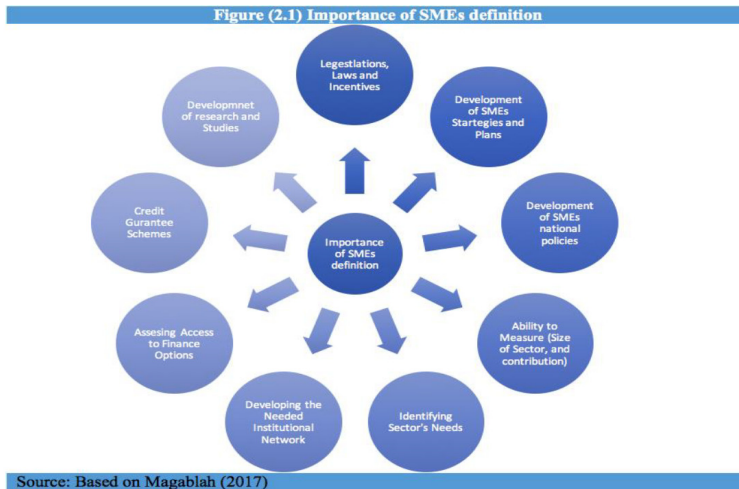 Figure (2.1) Importance of SMEs definition
Legestlations,
Laws and
Incentives
Development
of SMEs
Startegies and
Plans
Development
of SMEs
national
policies
Ability to
Measure (Size
of Sector, and
contribution)
Identifying
Sector's Needs
Developing the
Needed
Institutional
Network
Assesing Access
to Finance
Options
Credit
Gurantee
Schemes
Developmnet
of research and
Studies
Importance
of SMEs
definition
Source: Based on Magablah (2017)